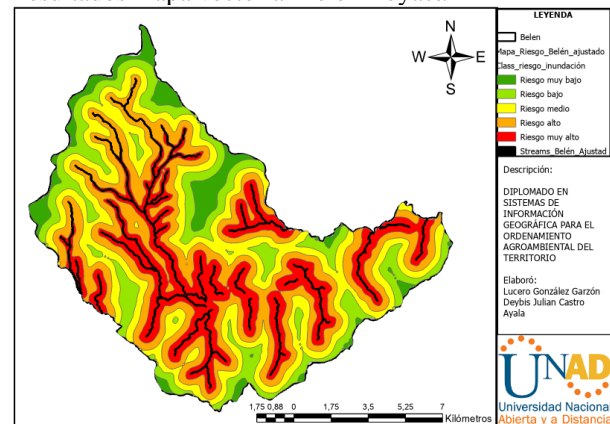 N
W E
S
1,75 0,88 0 1,75 3,5 5,25 7
Kilómetros
LEYENDA
Belen
Mapa_Riesgo_Belén_ajustado
Class_riesgo_inundación
Riesgo muy bajo
Riesgo bajo
Riesgo medio
Riesgo alto
Riesgo muy alto
Streams_Belén_Ajustad
Descripción:
DIPLOMADO EN
SISTEMAS DE
INFORMACIÓN
GEOGRÁFICA PARA EL
ORDENAMIENTO
AGROAMBIENTAL DEL
TERRITORIO
Elaboró:
Lucero González Garzón
Deybis Julian Castro
Ayala
UNAD
Universidad Nacional
Abierta y a Distancia